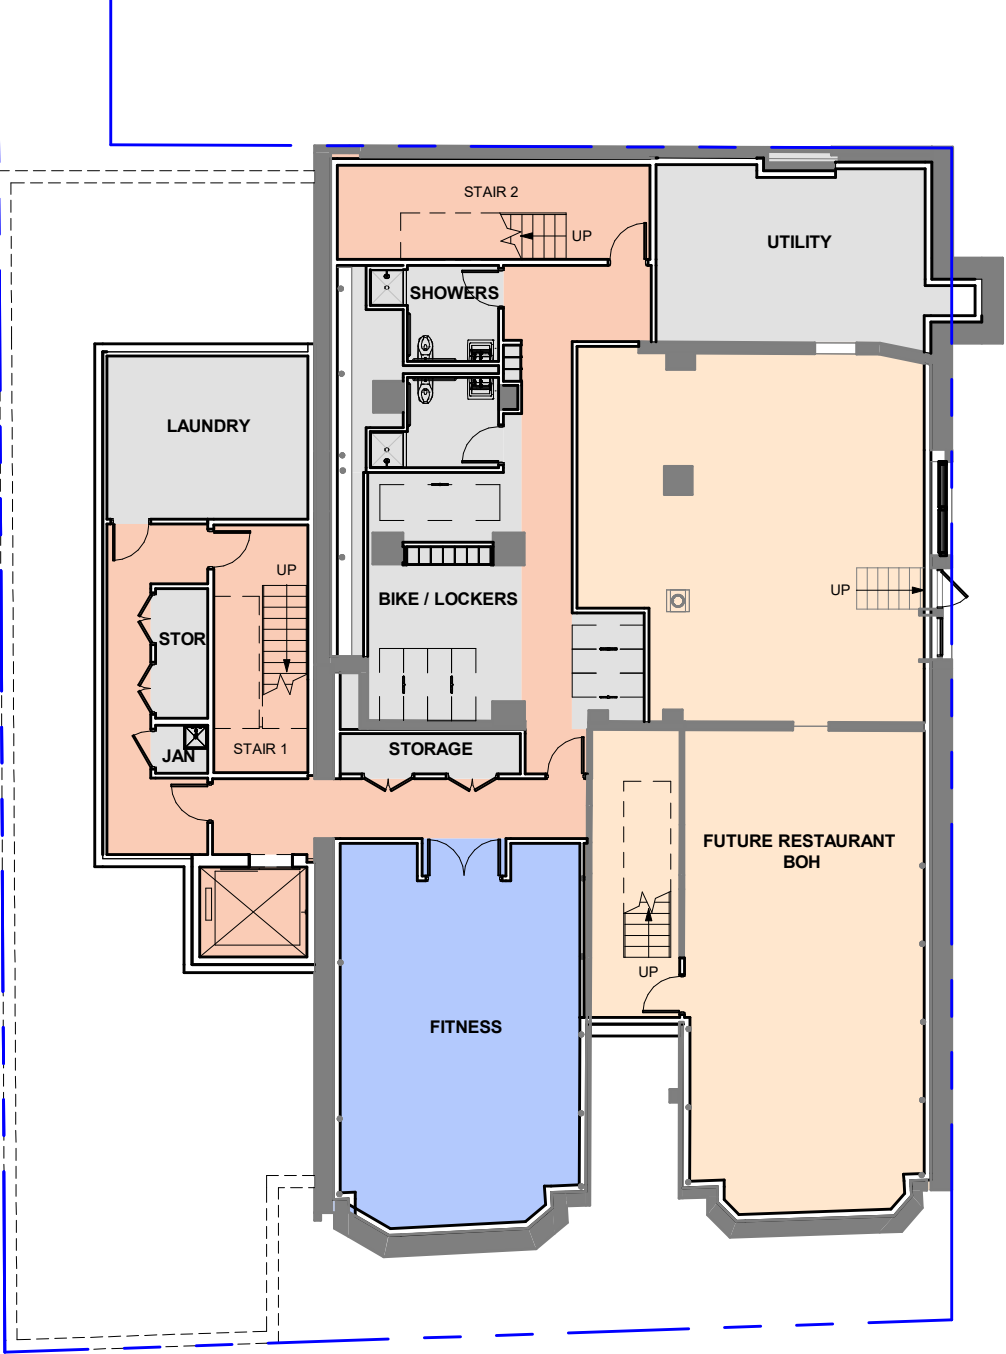 STAIR 2
UP
UTILITY
SHOWERS
LAUNDRY
UP
BIKE / LOCKERS
UP
STOR
STAIR 1
JAN
STORAGE
FUTURE RESTAURANT
BOH
UP
FITNESS